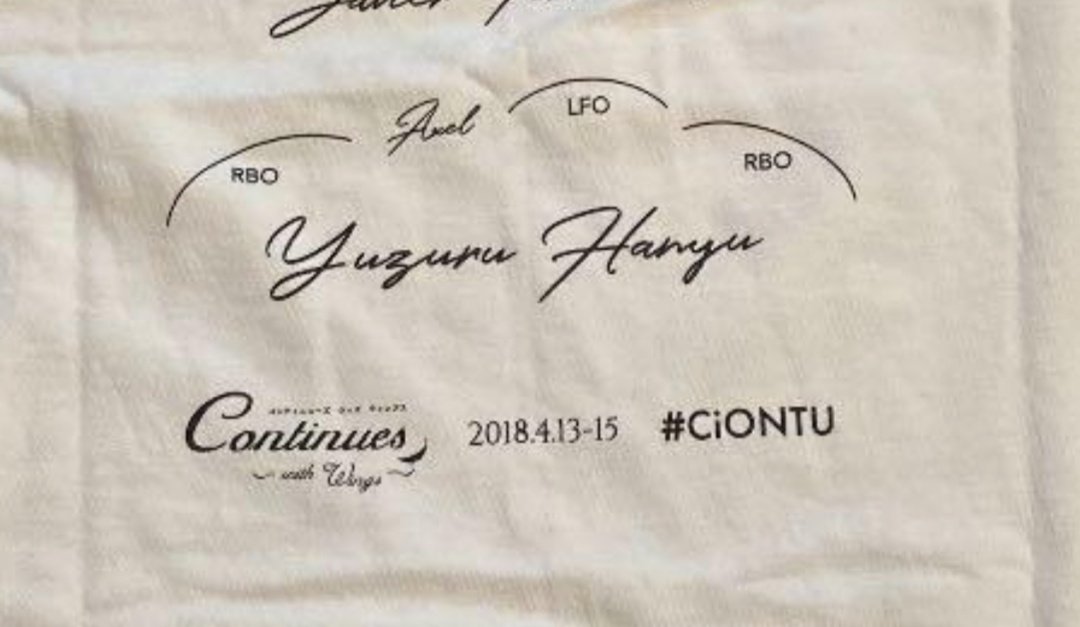 Axel LFO
RBO RBO
Yuzuru Hanyu
Continues 2018.4.13-15 #CiONTU
with Wings